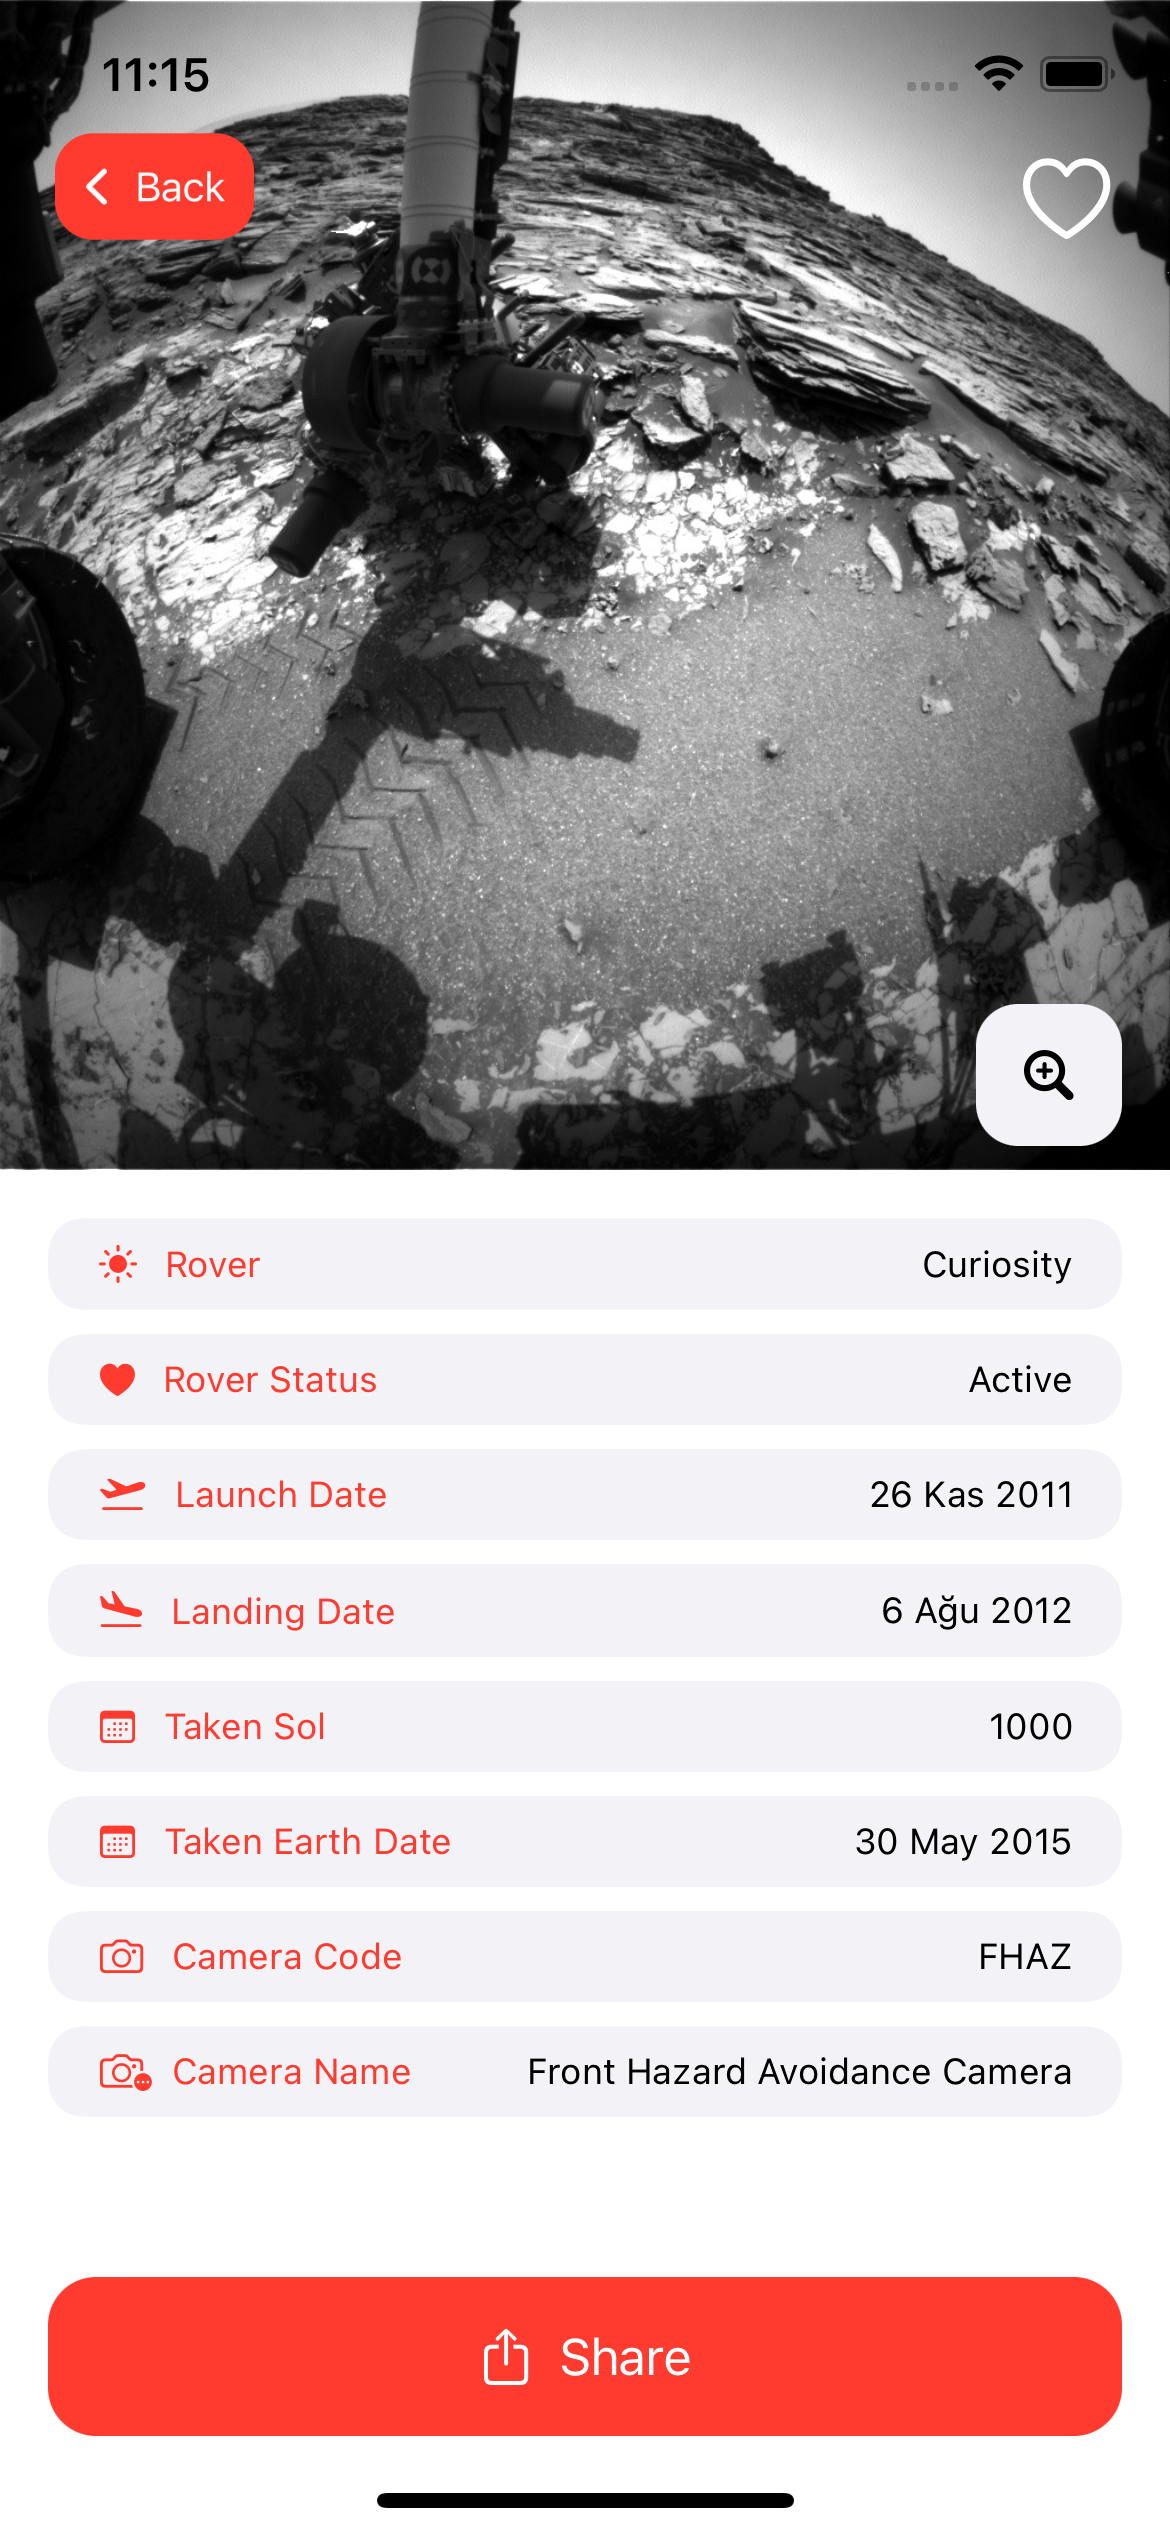 11:15
Back
Rover Curiosity
Rover Status Active
Launch Date 26 Kas 2011
Landing Date 6 Ağu 2012
Taken Sol 1000
Taken Earth Date 30 May 2015
Camera Code FHAZ
Camera Name Front Hazard Avoidance Camera
Share